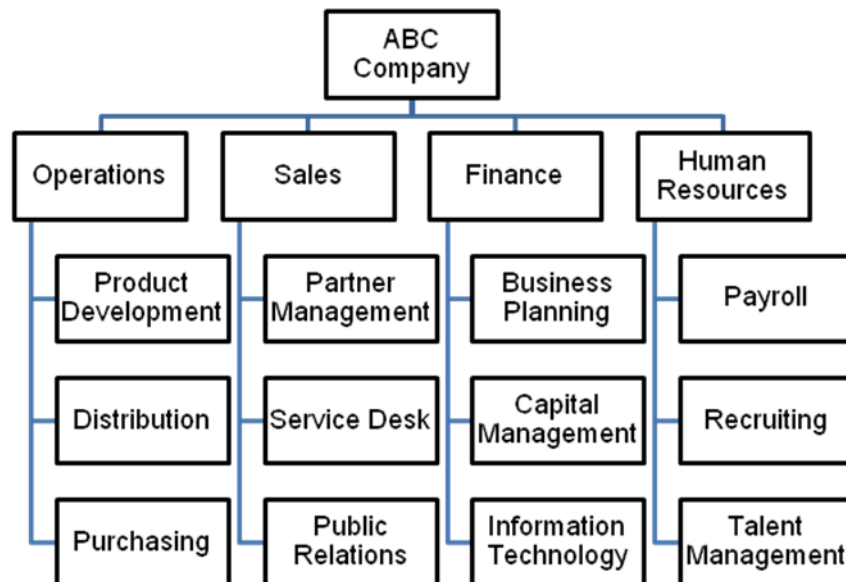 ABC
Company
Operations
Sales
Finance
Human
Resources
Product
Development
Partner
Management
Business
Planning
Payroll
Distribution
Service Desk
Capital
Management
Recruiting
Purchasing
Public
Relations
Information
Technology
Talent
Management